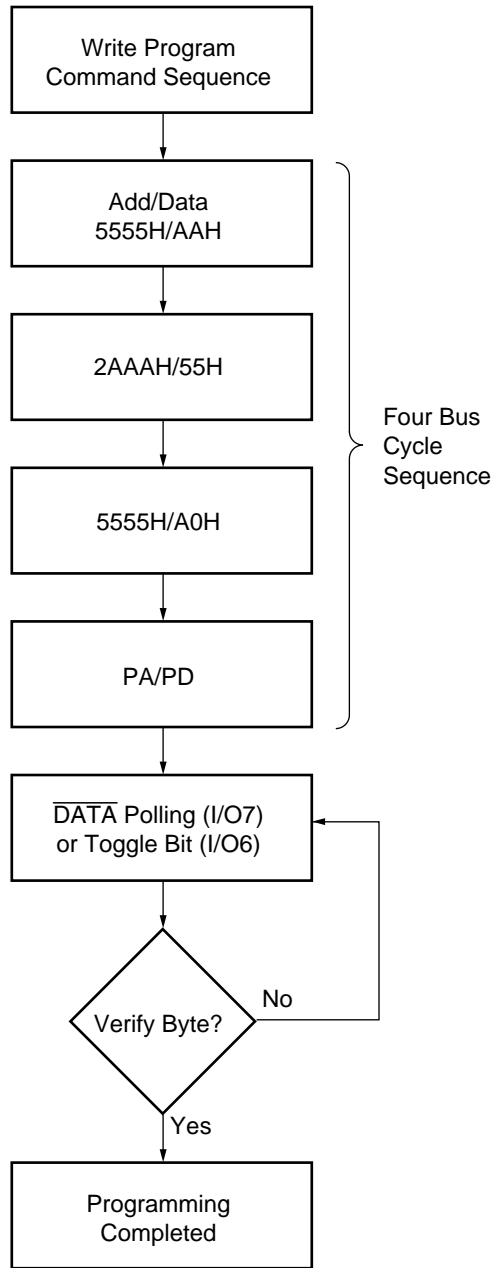 Write Program
Command Sequence
Add/Data
5555H/AAH
2AAAH/55H
5555H/A0H
PA/PD
Four Bus
Cycle
Sequence
DATA Polling (I/O7)
or Toggle Bit (I/O6)
Verify Byte?
No
Yes
Programming
Completed